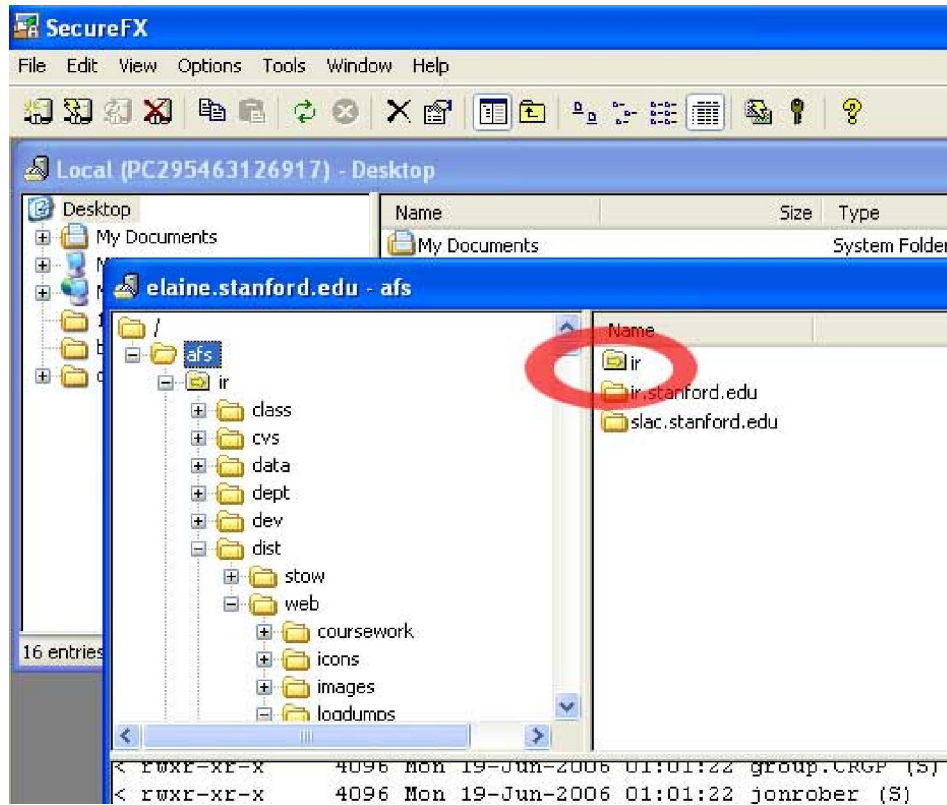 SecureFX
File Edit View Options Tools Window Help
Local (PC2954631269​17) - Desktop
Desktop
Name Size Type
My Documents
My Documents System Folder
elaine.stanford.edu - afs
/
Name
afs
ir
ir
class
ir.stanford.edu
cvs
slac.stanford.edu
data
dept
dev
dist
stow
web
coursework
16 entries
icons
images
logdumps
< rwxr-xr-x 4096 Mon 19-Jun-2006 01:01:22 group.CRGP (S)
< rwxr-xr-x 4096 Mon 19-Jun-2006 01:01:22 jonrober (S)